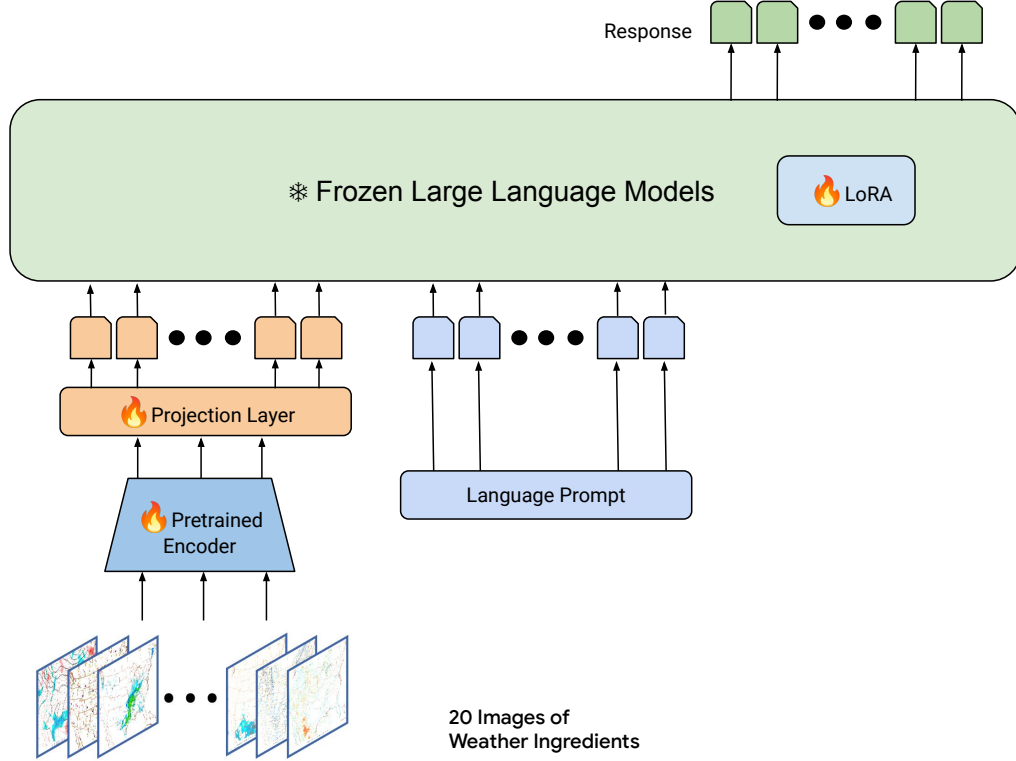 Response
❄ Frozen Large Language Models
🔥 LoRA
🔥 Projection Layer
🔥 Pretrained
Encoder
Language Prompt
20 Images of
Weather Ingredients